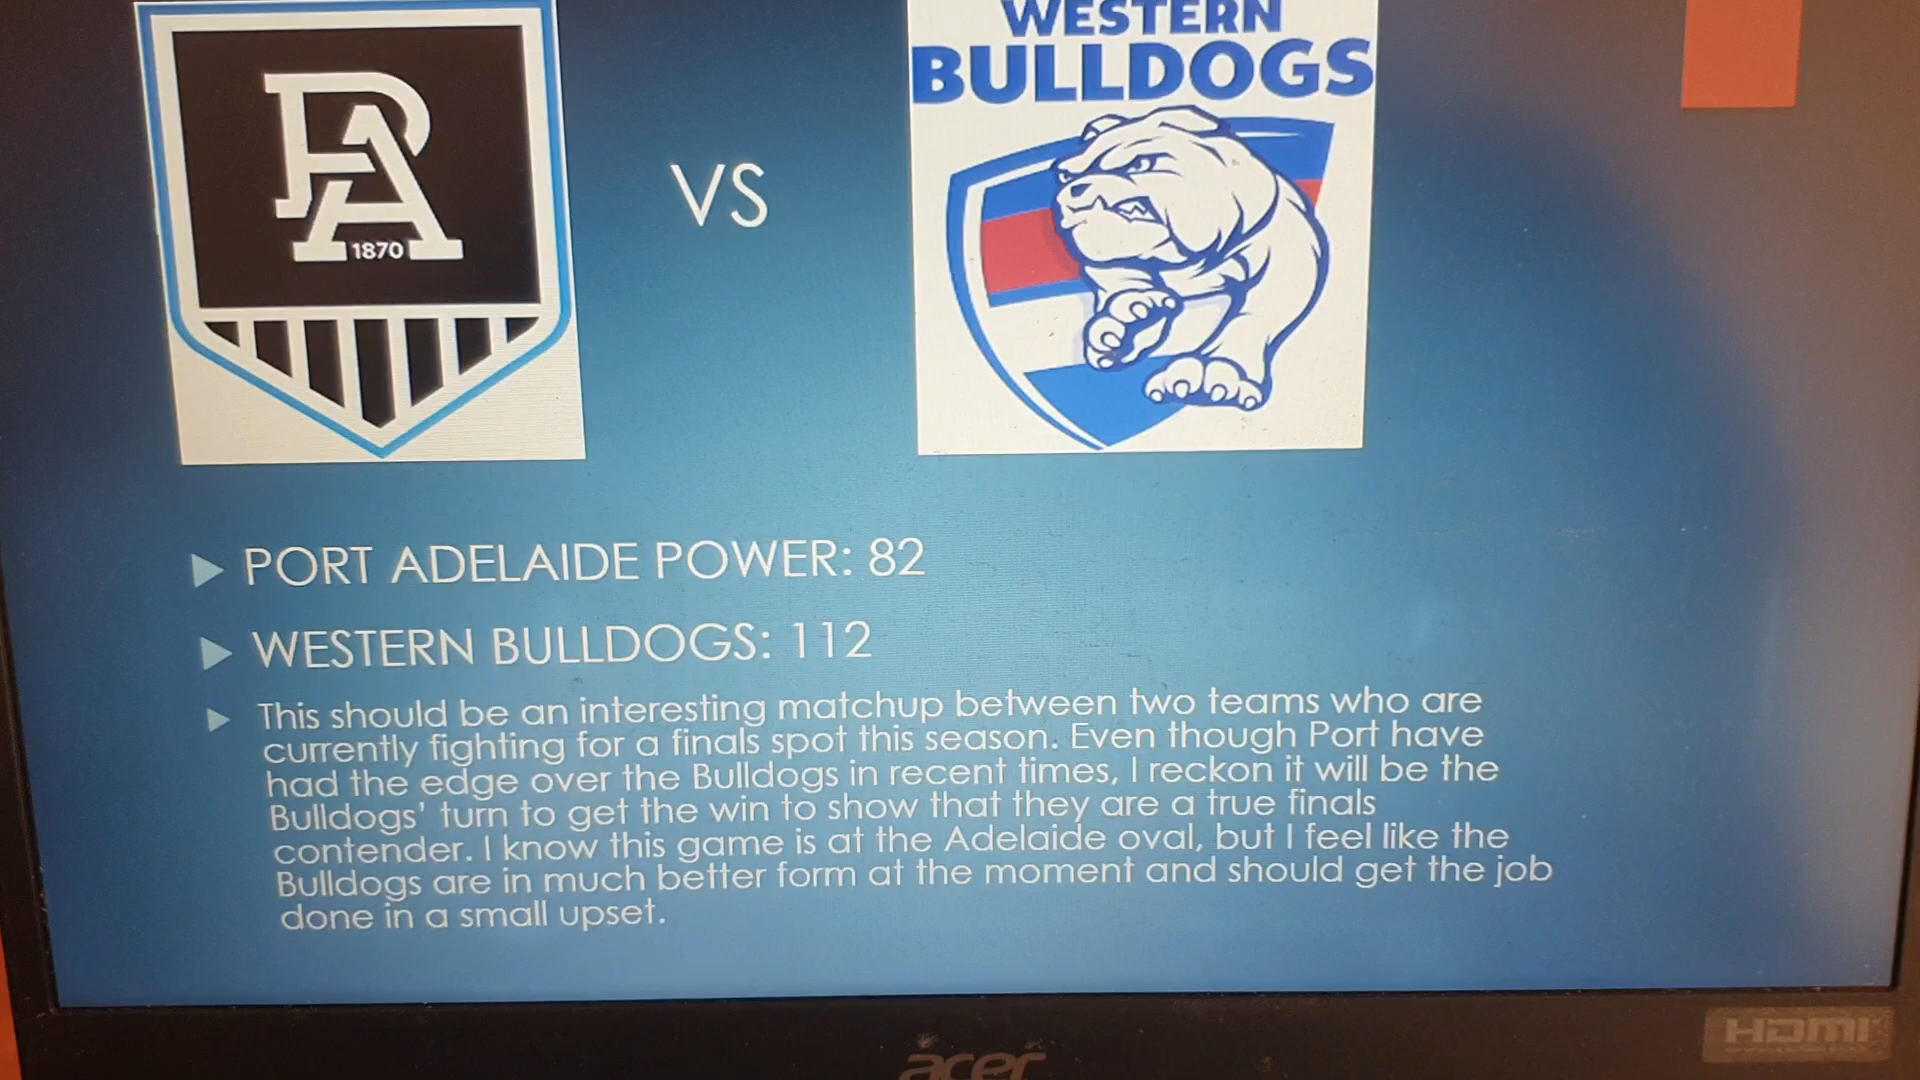 PA
1870
VS
WESTERN
BULLDOGS
PORT ADELAIDE POWER: 82
WESTERN BULLDOGS: 112
This should be an interesting matchup between two teams who are
currently fighting for a finals spot this season. Even though Port have
had the edge over the Bulldogs in recent times, I reckon it will be the
Bulldogs' turn to get the win to show that they are a true finals
contender. I know this game is at the Adelaide oval, but I feel like the
Bulldogs are in much better form at the moment and should get the job
done in a small upset.
acer
HDMI